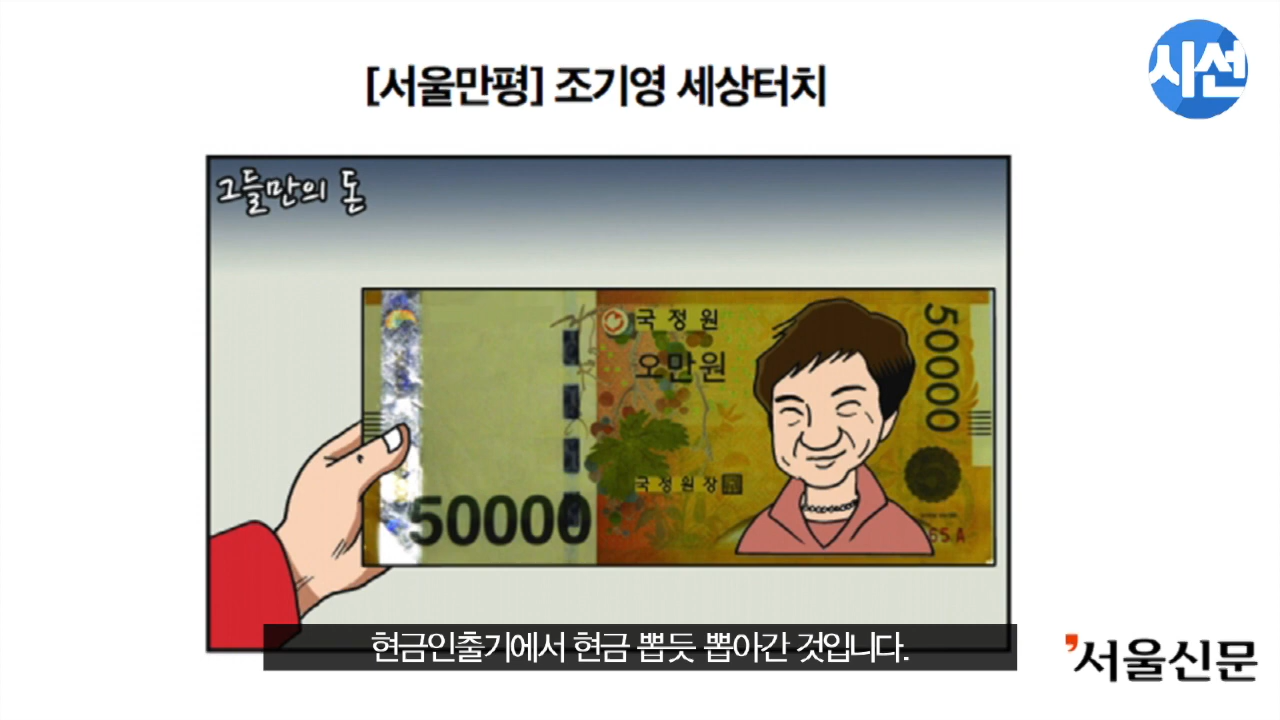 시선
[서울만평] 조기영 세상터치
그들만의 돈
국정원
오만원
50000
국정원장
50000
65 A
현금인출기에서 현금 뽑듯 뽑아간 것입니다.
서울신문